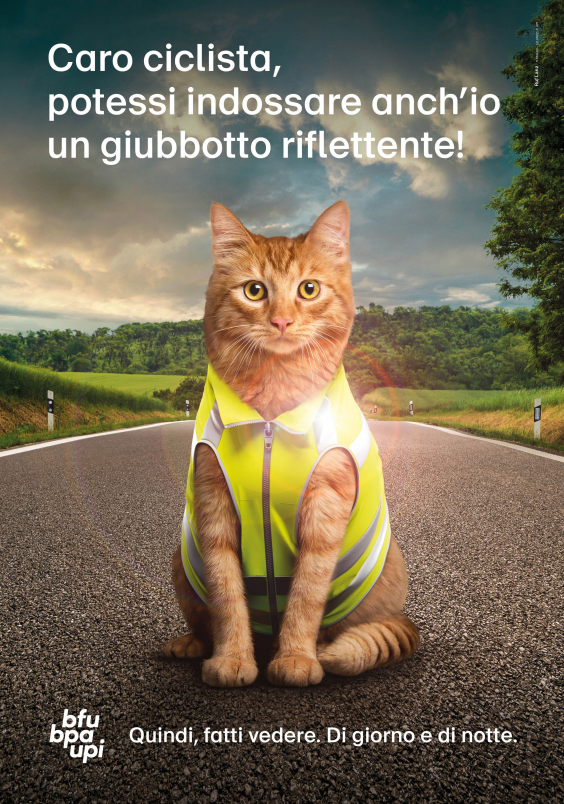 Caro ciclista,
potessi indossare anch’io
un giubbotto riflettente!
bfu
bpa
upi
Quindi, fatti vedere. Di giorno e di notte.